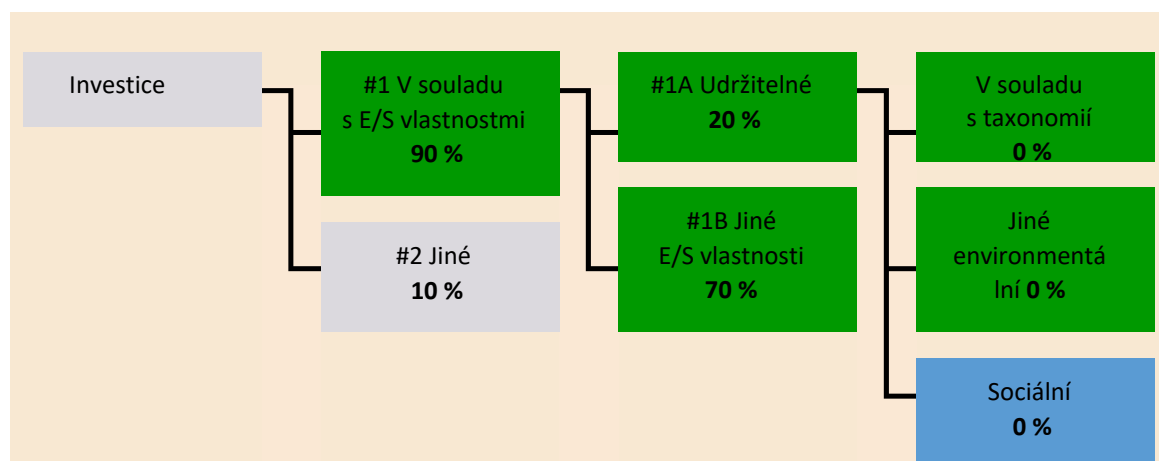 Investice
#1 V souladu
s E/S vlastnostmi
90 %
#2 Jiné
10 %
#1A Udržitelné
20 %
#1B Jiné
E/S vlastnosti
70 %
V souladu
s taxonomií
0 %
Jiné
environmentá
lní 0 %
Sociální
0 %